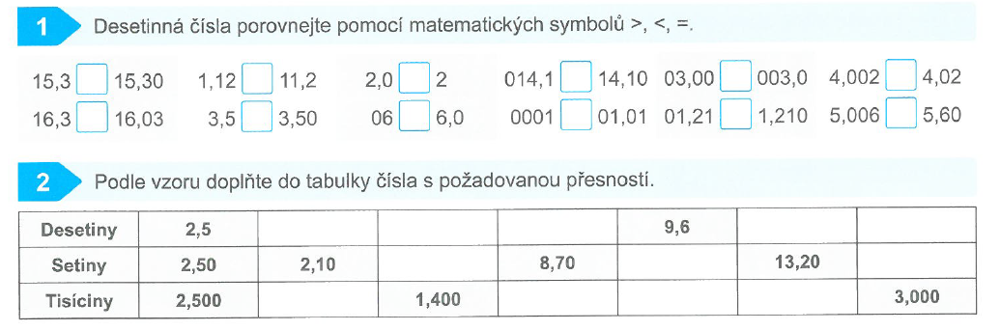 1 Desetinná čísla porovnejte pomocí matematických symbolů >, <, =.
15,3 15,30 1,12 11,2 2,0 2 014,1 14,10 03,00 003,0 4,002 4,02
16,3 16,03 3,5 3,50 06 6,0 0001 01,01 01,21 1,210 5,006 5,60
2 Podle vzoru doplňte do tabulky čísla s požadovanou přesností.
Desetiny 2,5 9,6
Setiny 2,50 2,10 8,70 13,20
Tisíciny 2,500 1,400 3,000